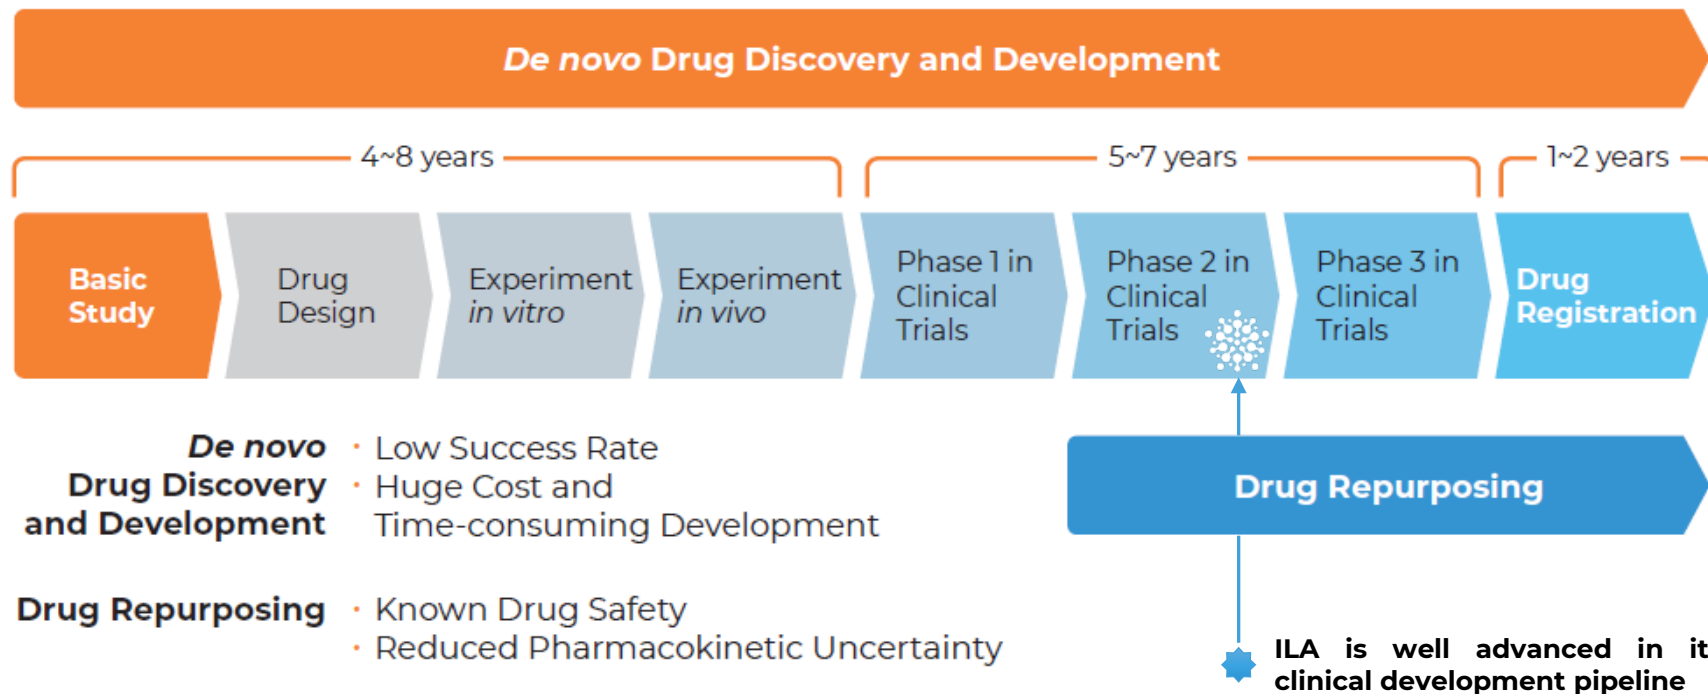 De novo Drug Discovery and Development
4~8 years
5~7 years
1~2 years
Basic
Study
Drug
Design
Experiment
in vitro
Experiment
in vivo
Phase 1 in
Clinical
Trials
Phase 2 in
Clinical
Trials
Phase 3 in
Clinical
Trials
Drug
Registration
De novo
Drug Discovery
and Development
· Low Success Rate
· Huge Cost and
Time-consuming Development
Drug Repurposing
Drug Repurposing
· Known Drug Safety
· Reduced Pharmacokinetic Uncertainty
ILA is well advanced in it
clinical development pipeline